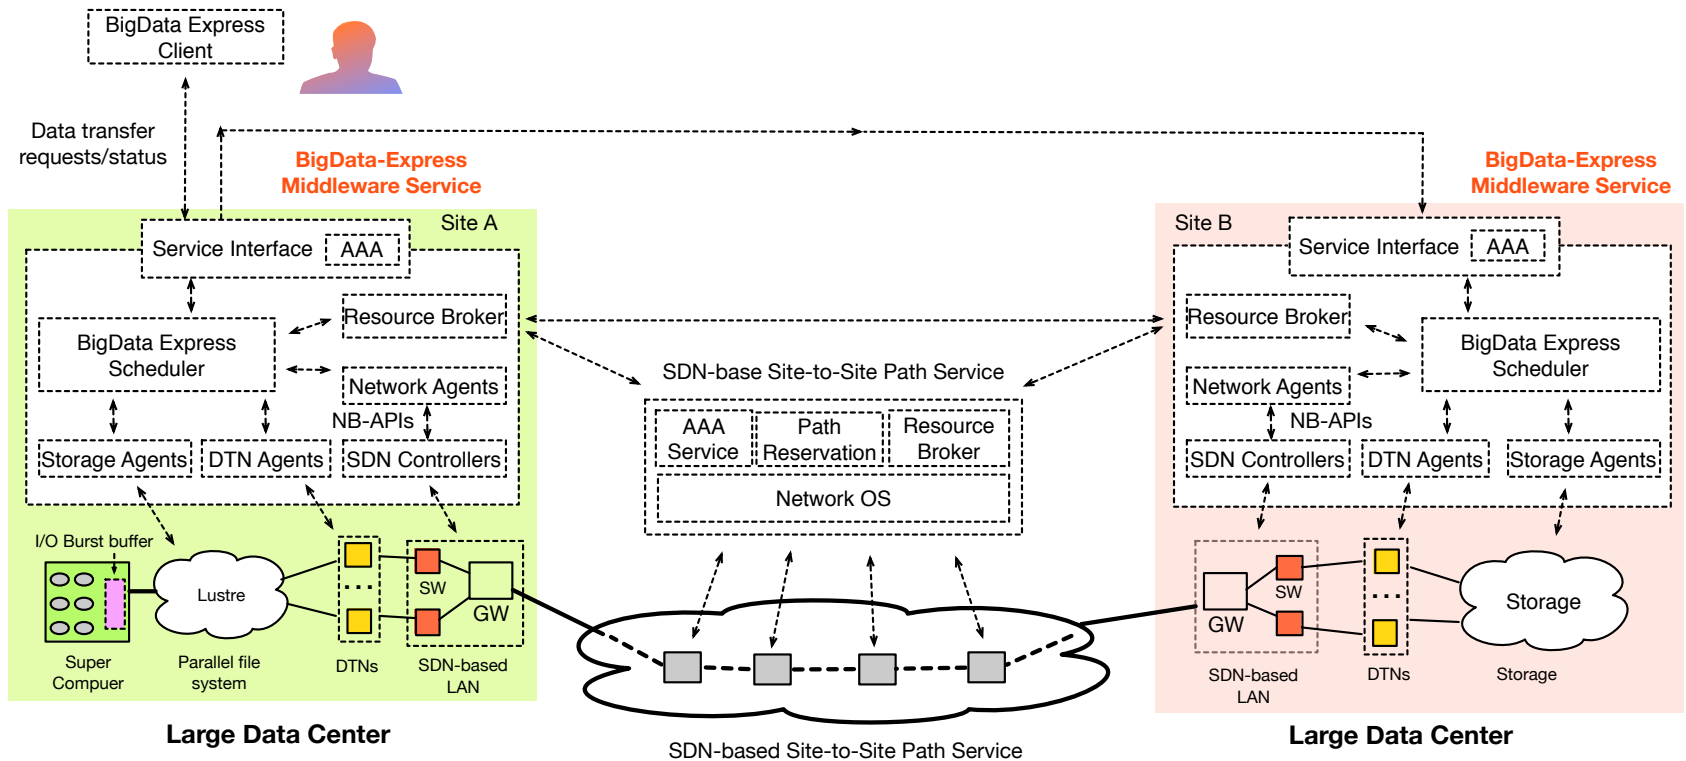 BigData Express
Client
Data transfer
requests/status
BigData-Express
Middleware Service
BigData-Express
Middleware Service
Site A
Service Interface
AAA
Resource Broker
BigData Express
Scheduler
Network Agents
NB-APIs
Storage Agents
DTN Agents
SDN Controllers
I/O Burst buffer
Lustre
...
SW
GW
Super
Compuer
Parallel file
system
DTNs
SDN-based
LAN
Large Data Center
SDN-base Site-to-Site Path Service
AAA
Service
Path
Reservation
Resource
Broker
Network OS
SDN-based Site-to-Site Path Service
Site B
Service Interface
AAA
Resource Broker
BigData Express
Scheduler
Network Agents
NB-APIs
SDN Controllers
DTN Agents
Storage Agents
SW
GW
...
Storage
SDN-based
LAN
DTNs
Storage
Large Data Center